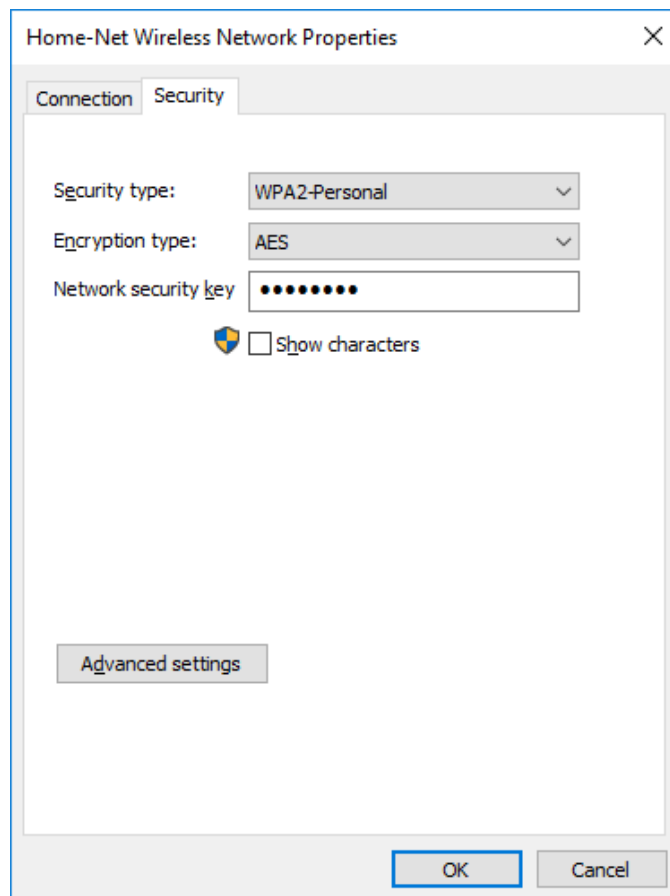 Home-Net Wireless Network Properties
Connection
Security
Security type:
WPA2-Personal
Encryption type:
AES
Network security key
●●●●●●●●
Show characters
Advanced settings
OK
Cancel